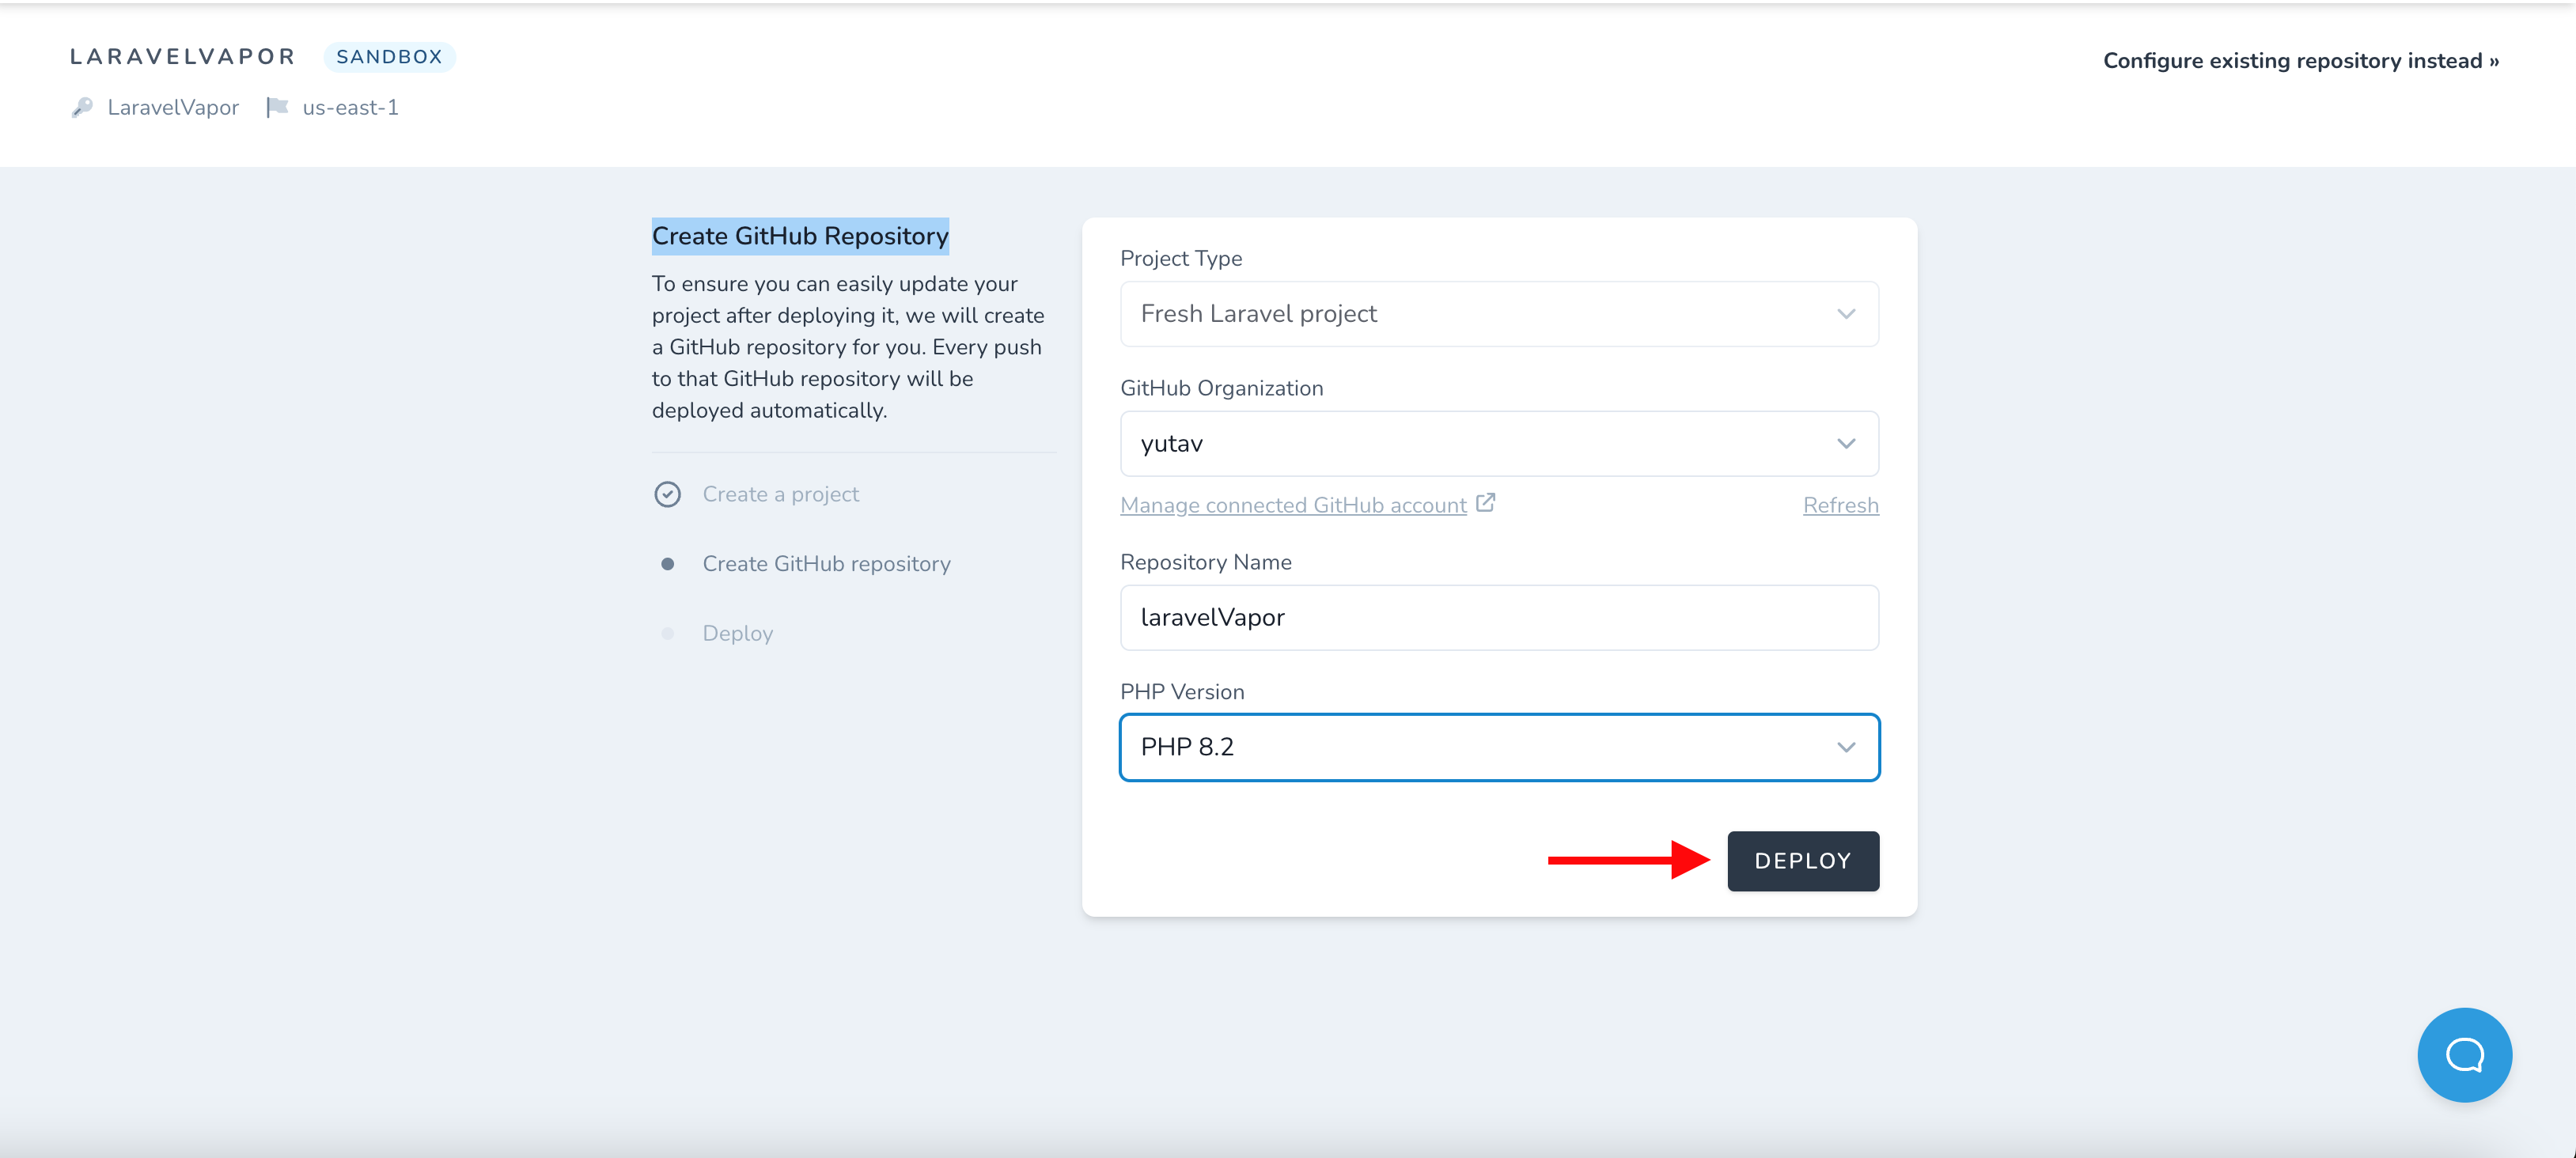 LARAVELVAPOR SANDBOX
Configure existing repository instead »
LaravelVapor us-east-1
Create GitHub Repository
To ensure you can easily update your
project after deploying it, we will create
a GitHub repository for you. Every push
to that GitHub repository will be
deployed automatically.
Create a project
Create GitHub repository
Deploy
Project Type
Fresh Laravel project
GitHub Organization
yutav
Manage connected GitHub account Refresh
Repository Name
laravelVapor
PHP Version
PHP 8.2
DEPLOY